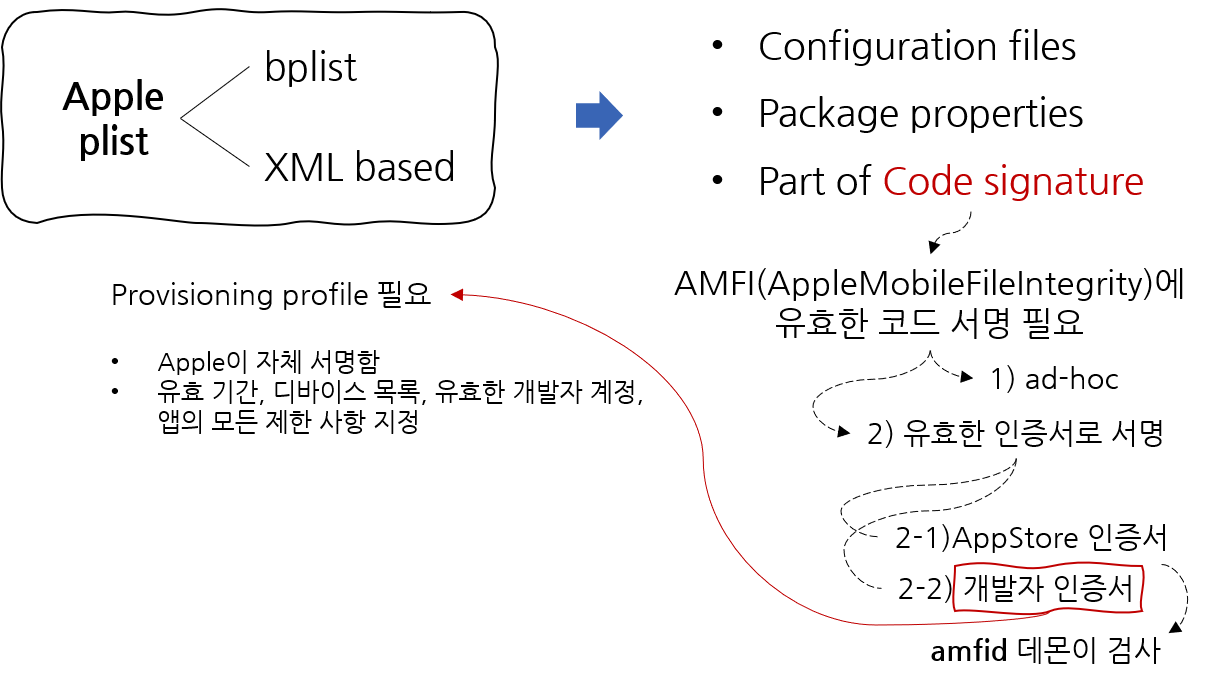 Apple
plist
bplist
XML based
• Configuration files
• Package properties
• Part of Code signature
AMFI(AppleMobileFileIntegrity)에
유효한 코드 서명 필요
1) ad-hoc
2) 유효한 인증서로 서명
2-1)AppStore 인증서
2-2) 개발자 인증서
amfid 데몬이 검사
Provisioning profile 필요
• Apple이 자체 서명함
• 유효 기간, 디바이스 목록, 유효한 개발자 계정,
앱의 모든 제한 사항 지정